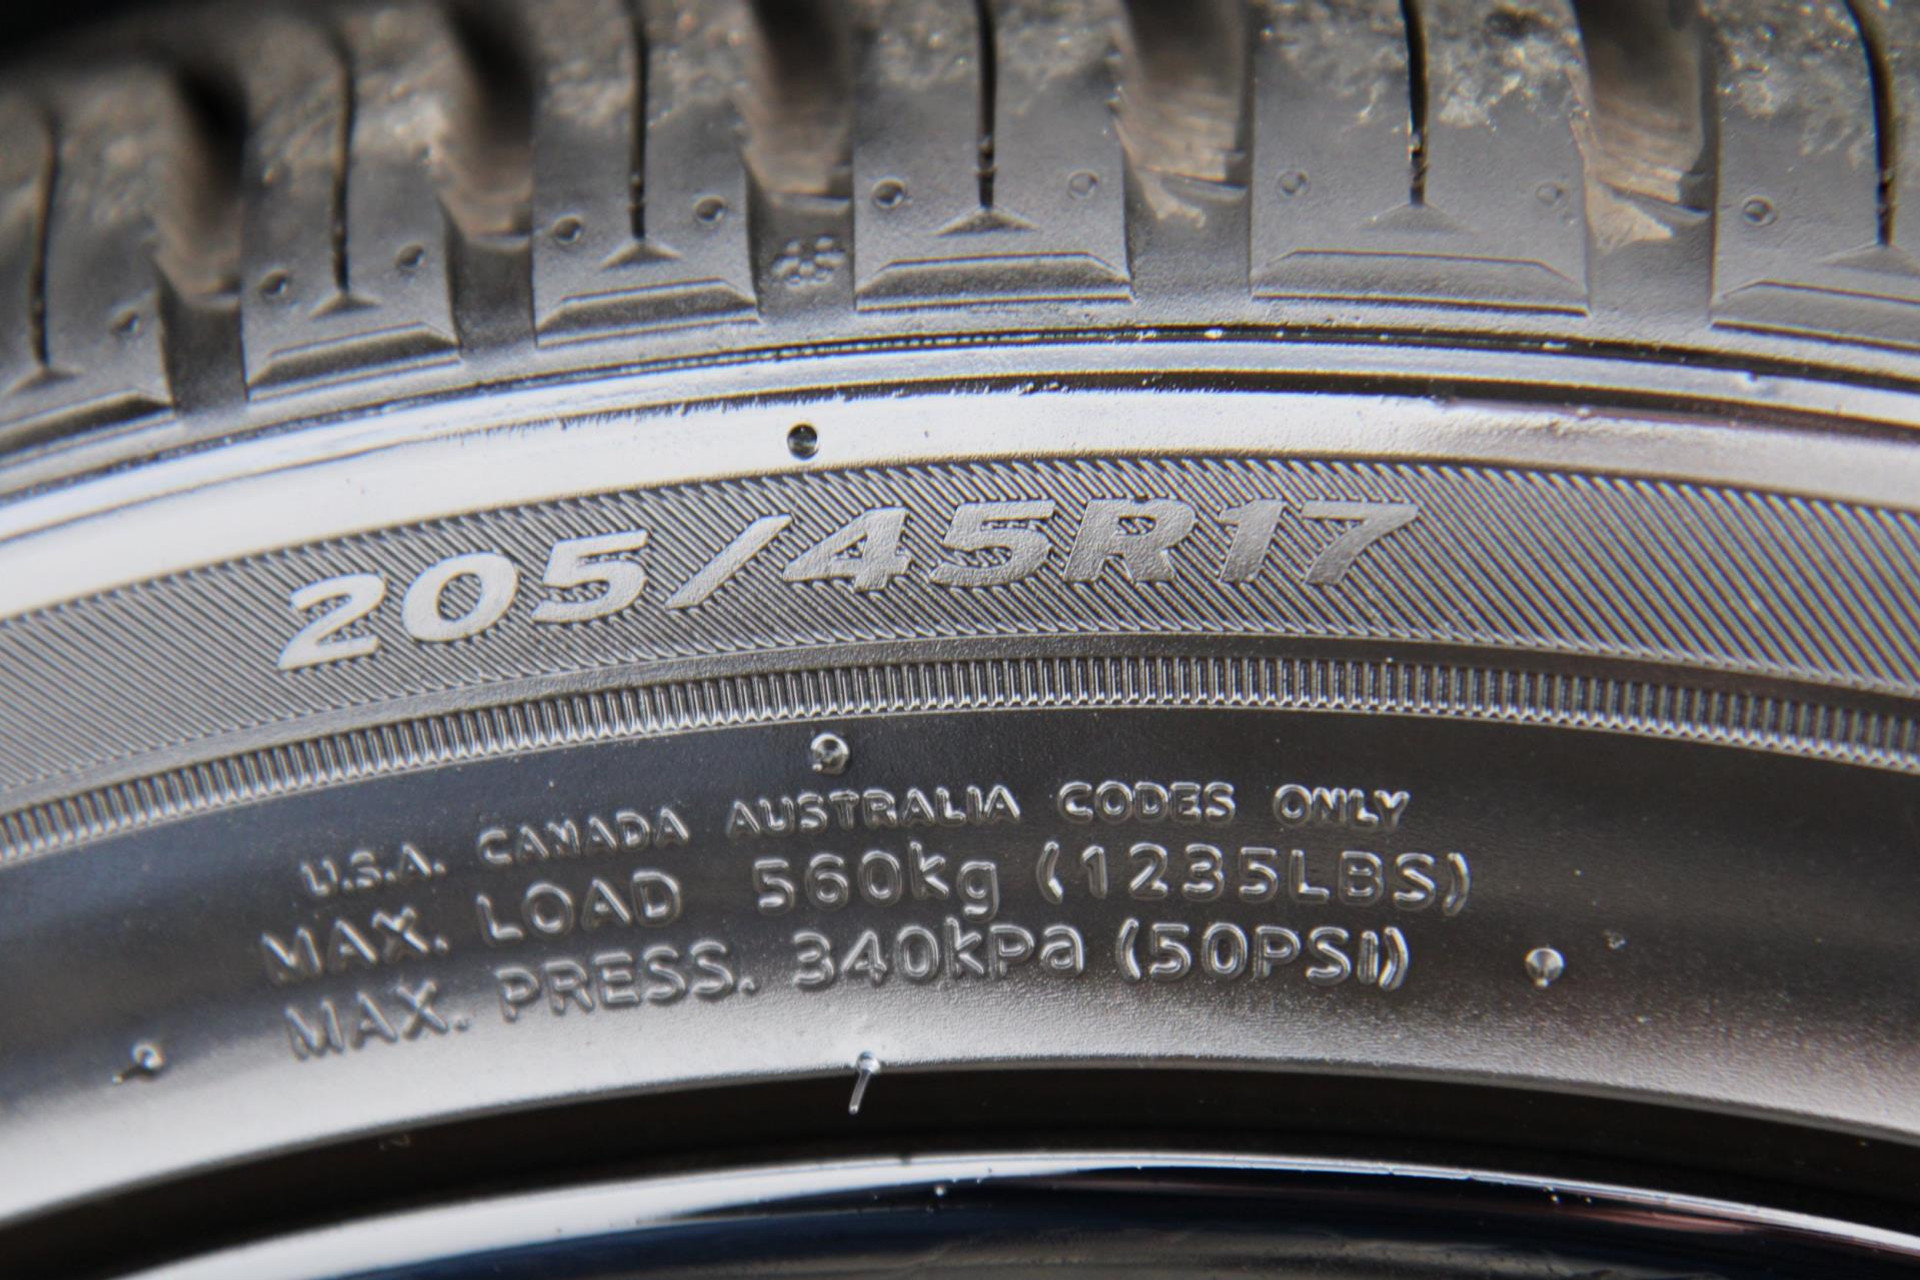 205/45R17
U.S.A. CANADA AUSTRALIA CODES ONLY
MAX. LOAD 560kg (1235LBS)
MAX. PRESS. 340kPa (50PSI)